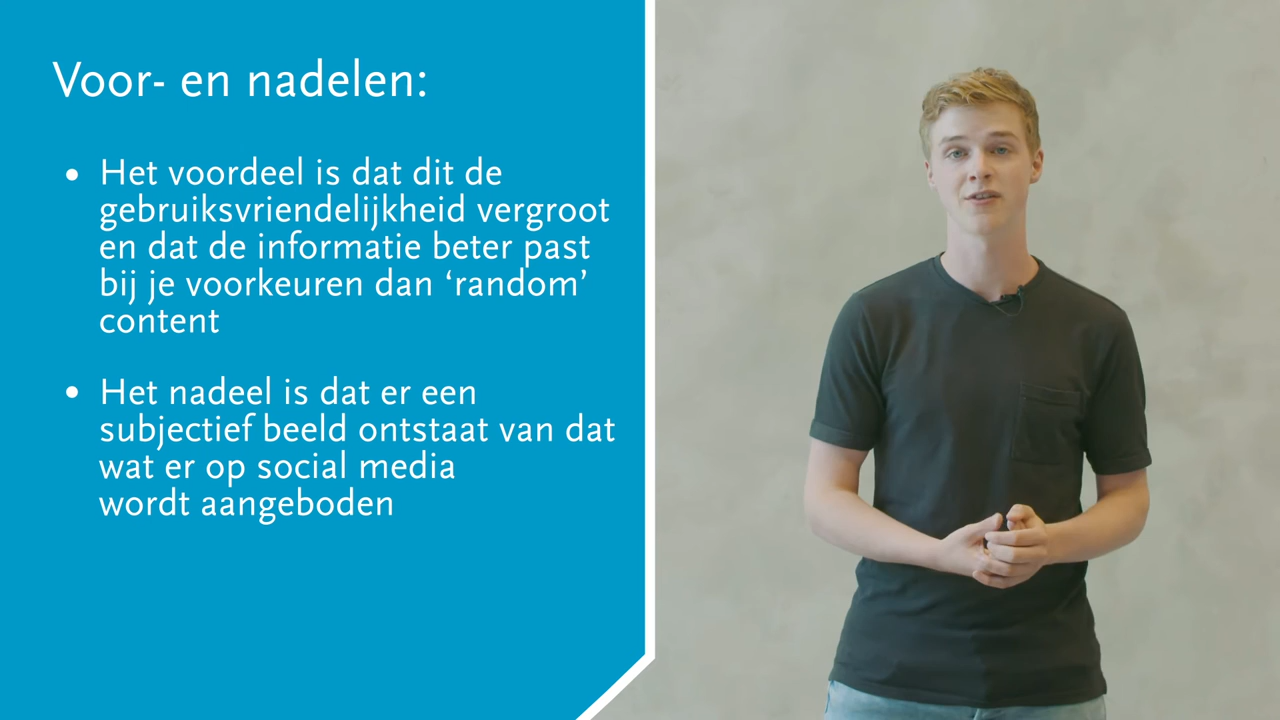 Voor- en nadelen:
• Het voordeel is dat dit de
gebruiksvriendelijkheid vergroot
en dat de informatie beter past
bij je voorkeuren dan ‘random’
content
• Het nadeel is dat er een
subjectief beeld ontstaat van dat
wat er op social media
wordt aangeboden